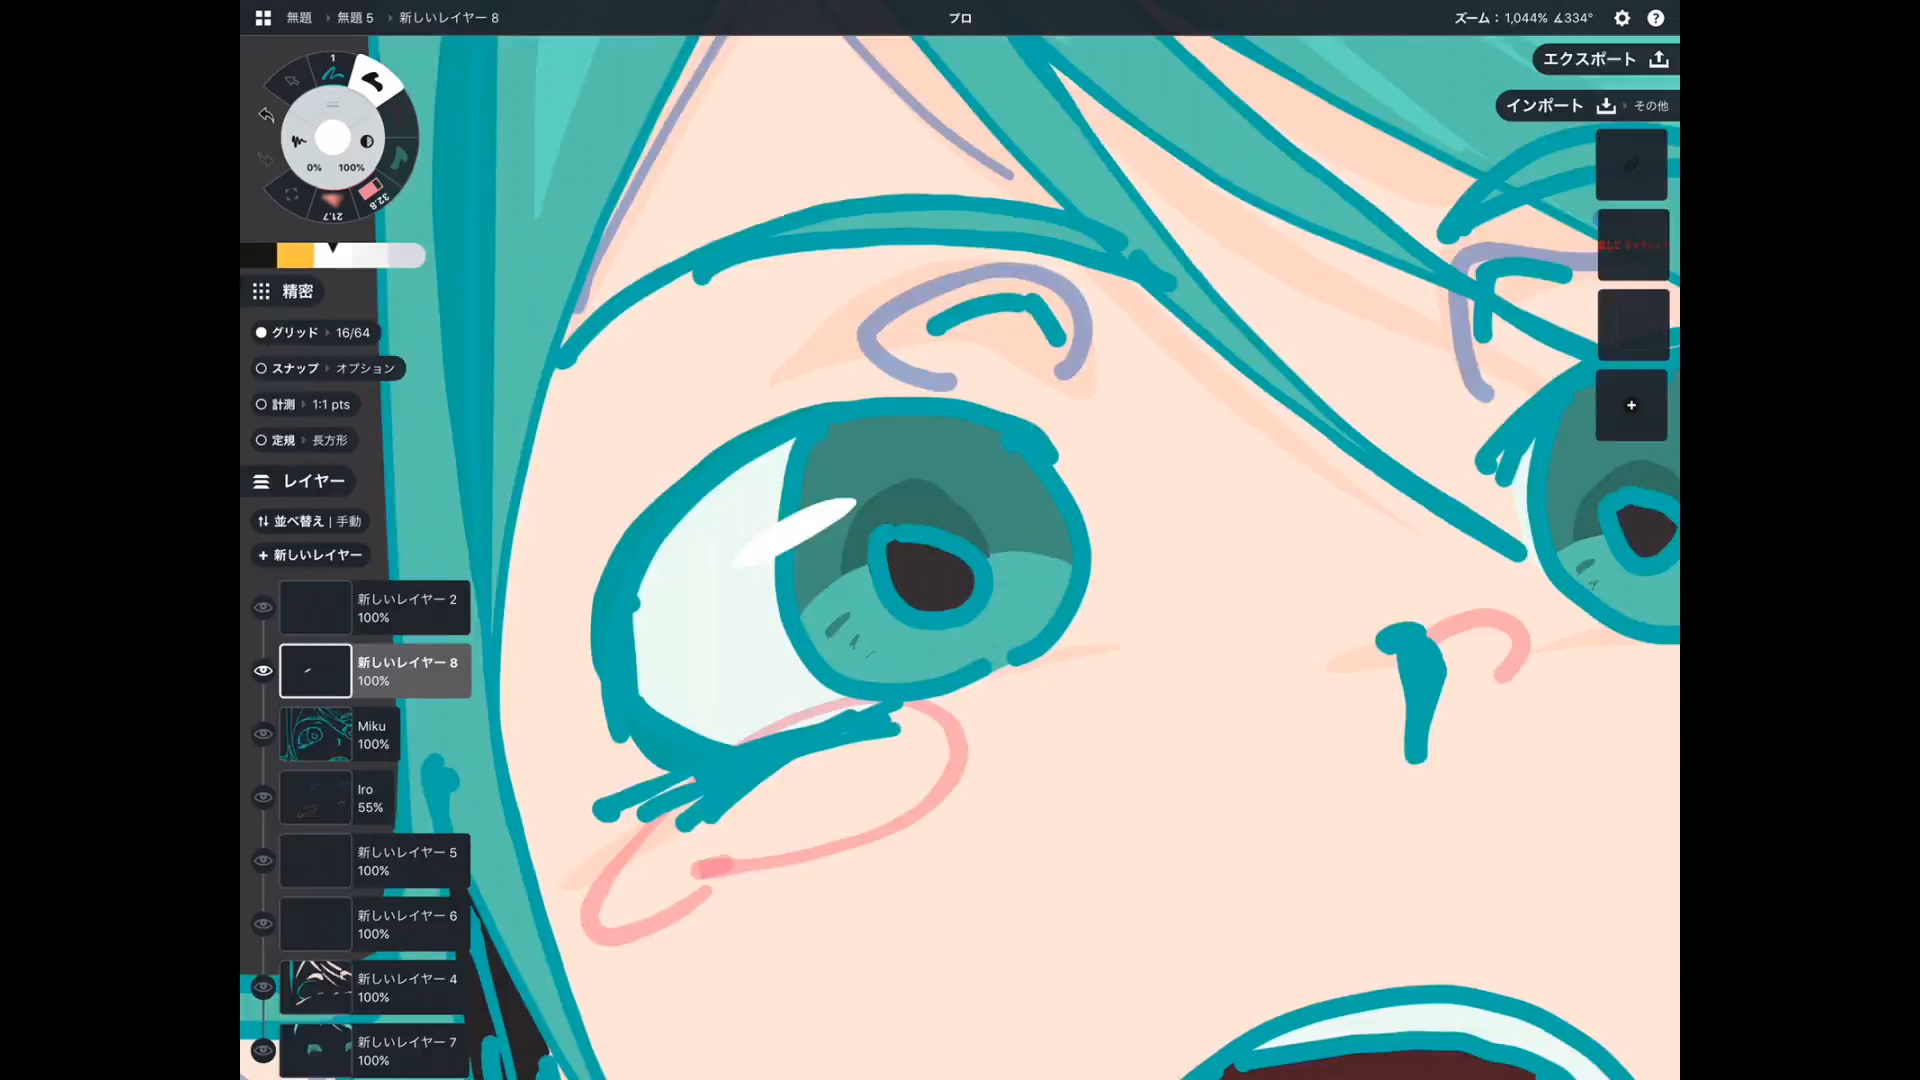 無題 › 無題 5 › 新しいレイヤー 8
プロ
ズーム：1,044% ∡334°
エクスポート
インポート › その他
1
0% 100%
32.8
21.7
精密
グリッド › 16/64
スナップ › オプション
計測 › 1:1 pts
定規 › 長方形
レイヤー
並べ替え | 手動
+ 新しいレイヤー
新しいレイヤー 2
100%
新しいレイヤー 8
100%
Miku
100%
Iro
55%
新しいレイヤー 5
100%
新しいレイヤー 6
100%
新しいレイヤー 4
100%
新しいレイヤー 7
100%